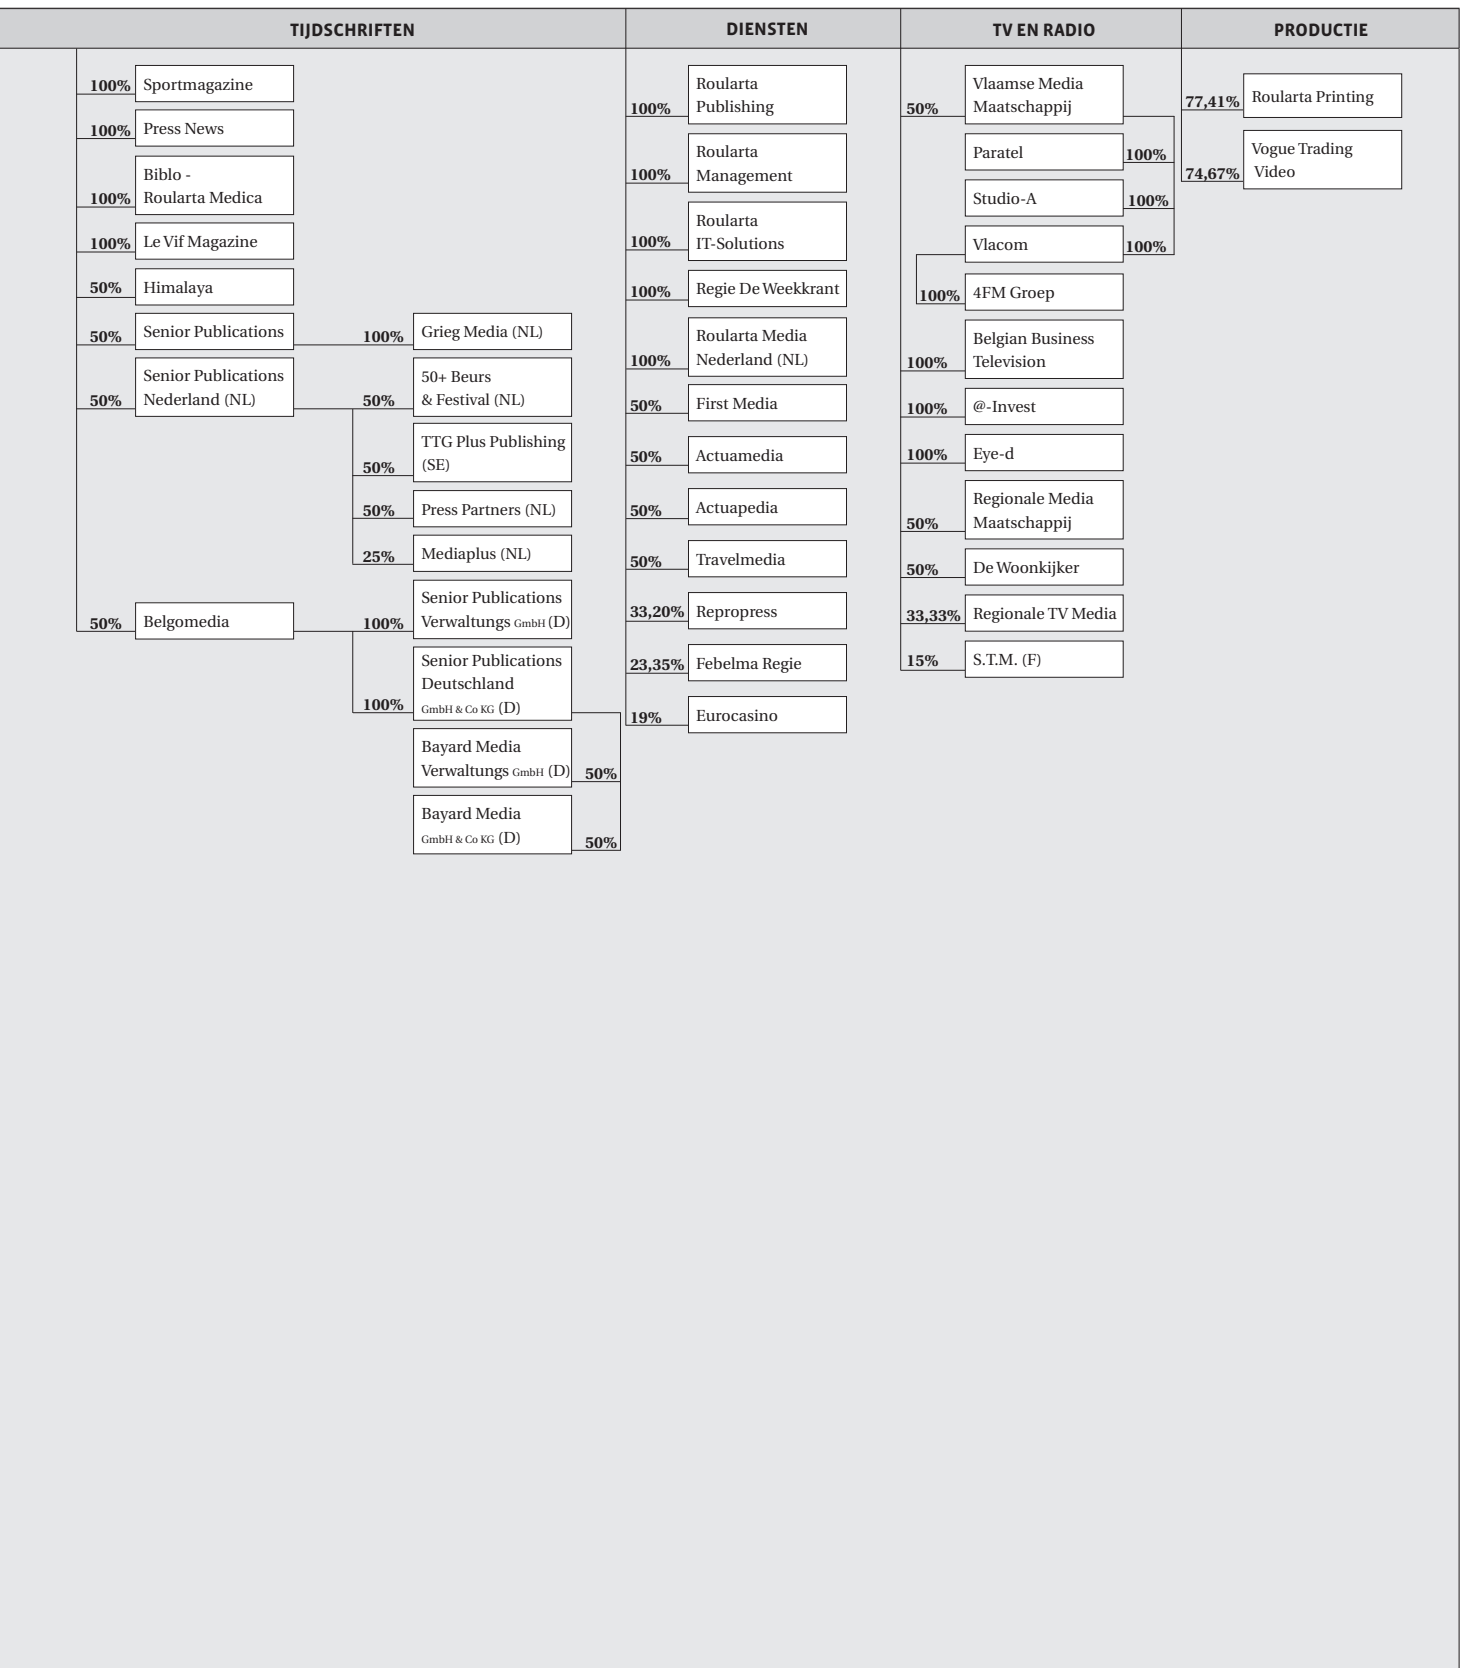 TIJDSCHRIFTEN
100% Sportmagazine
100% Press News
Biblo -
100% Roularta Medica
100% Le Vif Magazine
50% Himalaya
50% Senior Publications
100% Grieg Media (NL)
Senior Publications
50% Nederland (NL)
50+ Beurs
50% & Festival (NL)
TTG Plus Publishing
50% (SE)
50% Press Partners (NL)
25% Mediaplus (NL)
50% Belgomedia
Senior Publications
100% Verwaltungs GmbH (D)
Senior Publications
Deutschland
100% GmbH & Co KG (D)
Bayard Media
Verwaltungs GmbH (D) 50%
Bayard Media
GmbH & Co KG (D) 50%
DIENSTEN
Roularta
100% Publishing
Roularta
100% Management
Roularta
100% IT-Solutions
100% Regie De Weekkrant
Roularta Media
100% Nederland (NL)
50% First Media
50% Actuamedia
50% Actuapedia
50% Travelmedia
33,20% Repropress
23,35% Febelma Regie
19% Eurocasino
TV EN RADIO
Vlaamse Media
50% Maatschappij
Paratel 100%
Studio-A 100%
Vlacom 100%
100% 4FM Groep
Belgian Business
100% Television
100% @-Invest
100% Eye-d
Regionale Media
50% Maatschappij
50% De Woonkijker
33,33% Regionale TV Media
15% S.T.M. (F)
PRODUCTIE
77,41% Roularta Printing
Vogue Trading
74,67% Video